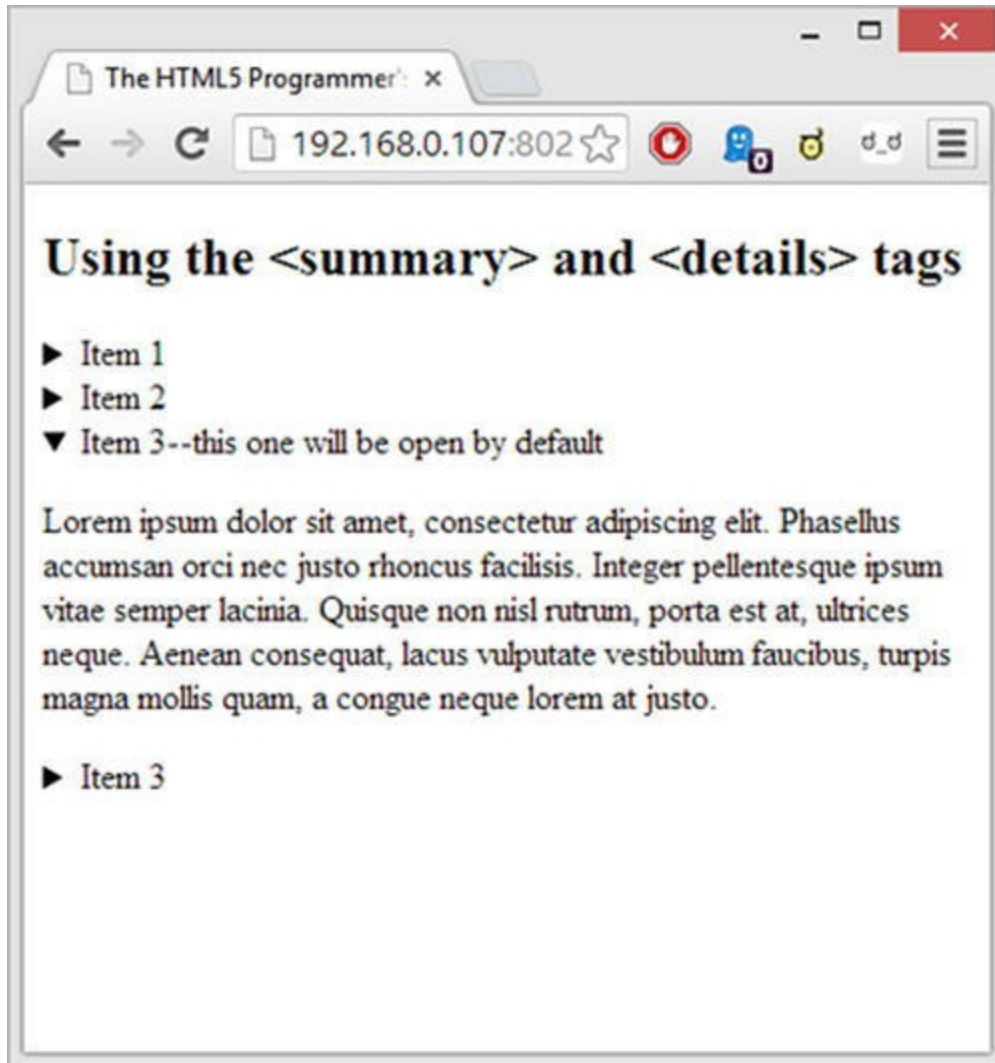 The HTML5 Programmer's
192.168.0.107:802
0
ಠ_ಠ
Using the <summary> and <details> tags
Item 1
Item 2
Item 3--this one will be open by default
Lorem ipsum dolor sit amet, consectetur adipiscing elit. Phasellus
accumsan orci nec justo rhoncus facilisis. Integer pellentesque ipsum
vitae semper lacinia. Quisque non nisl rutrum, porta est at, ultrices
neque. Aenean consequat, lacus vulputate vestibulum faucibus, turpis
magna mollis quam, a congue neque lorem at justo.
Item 3